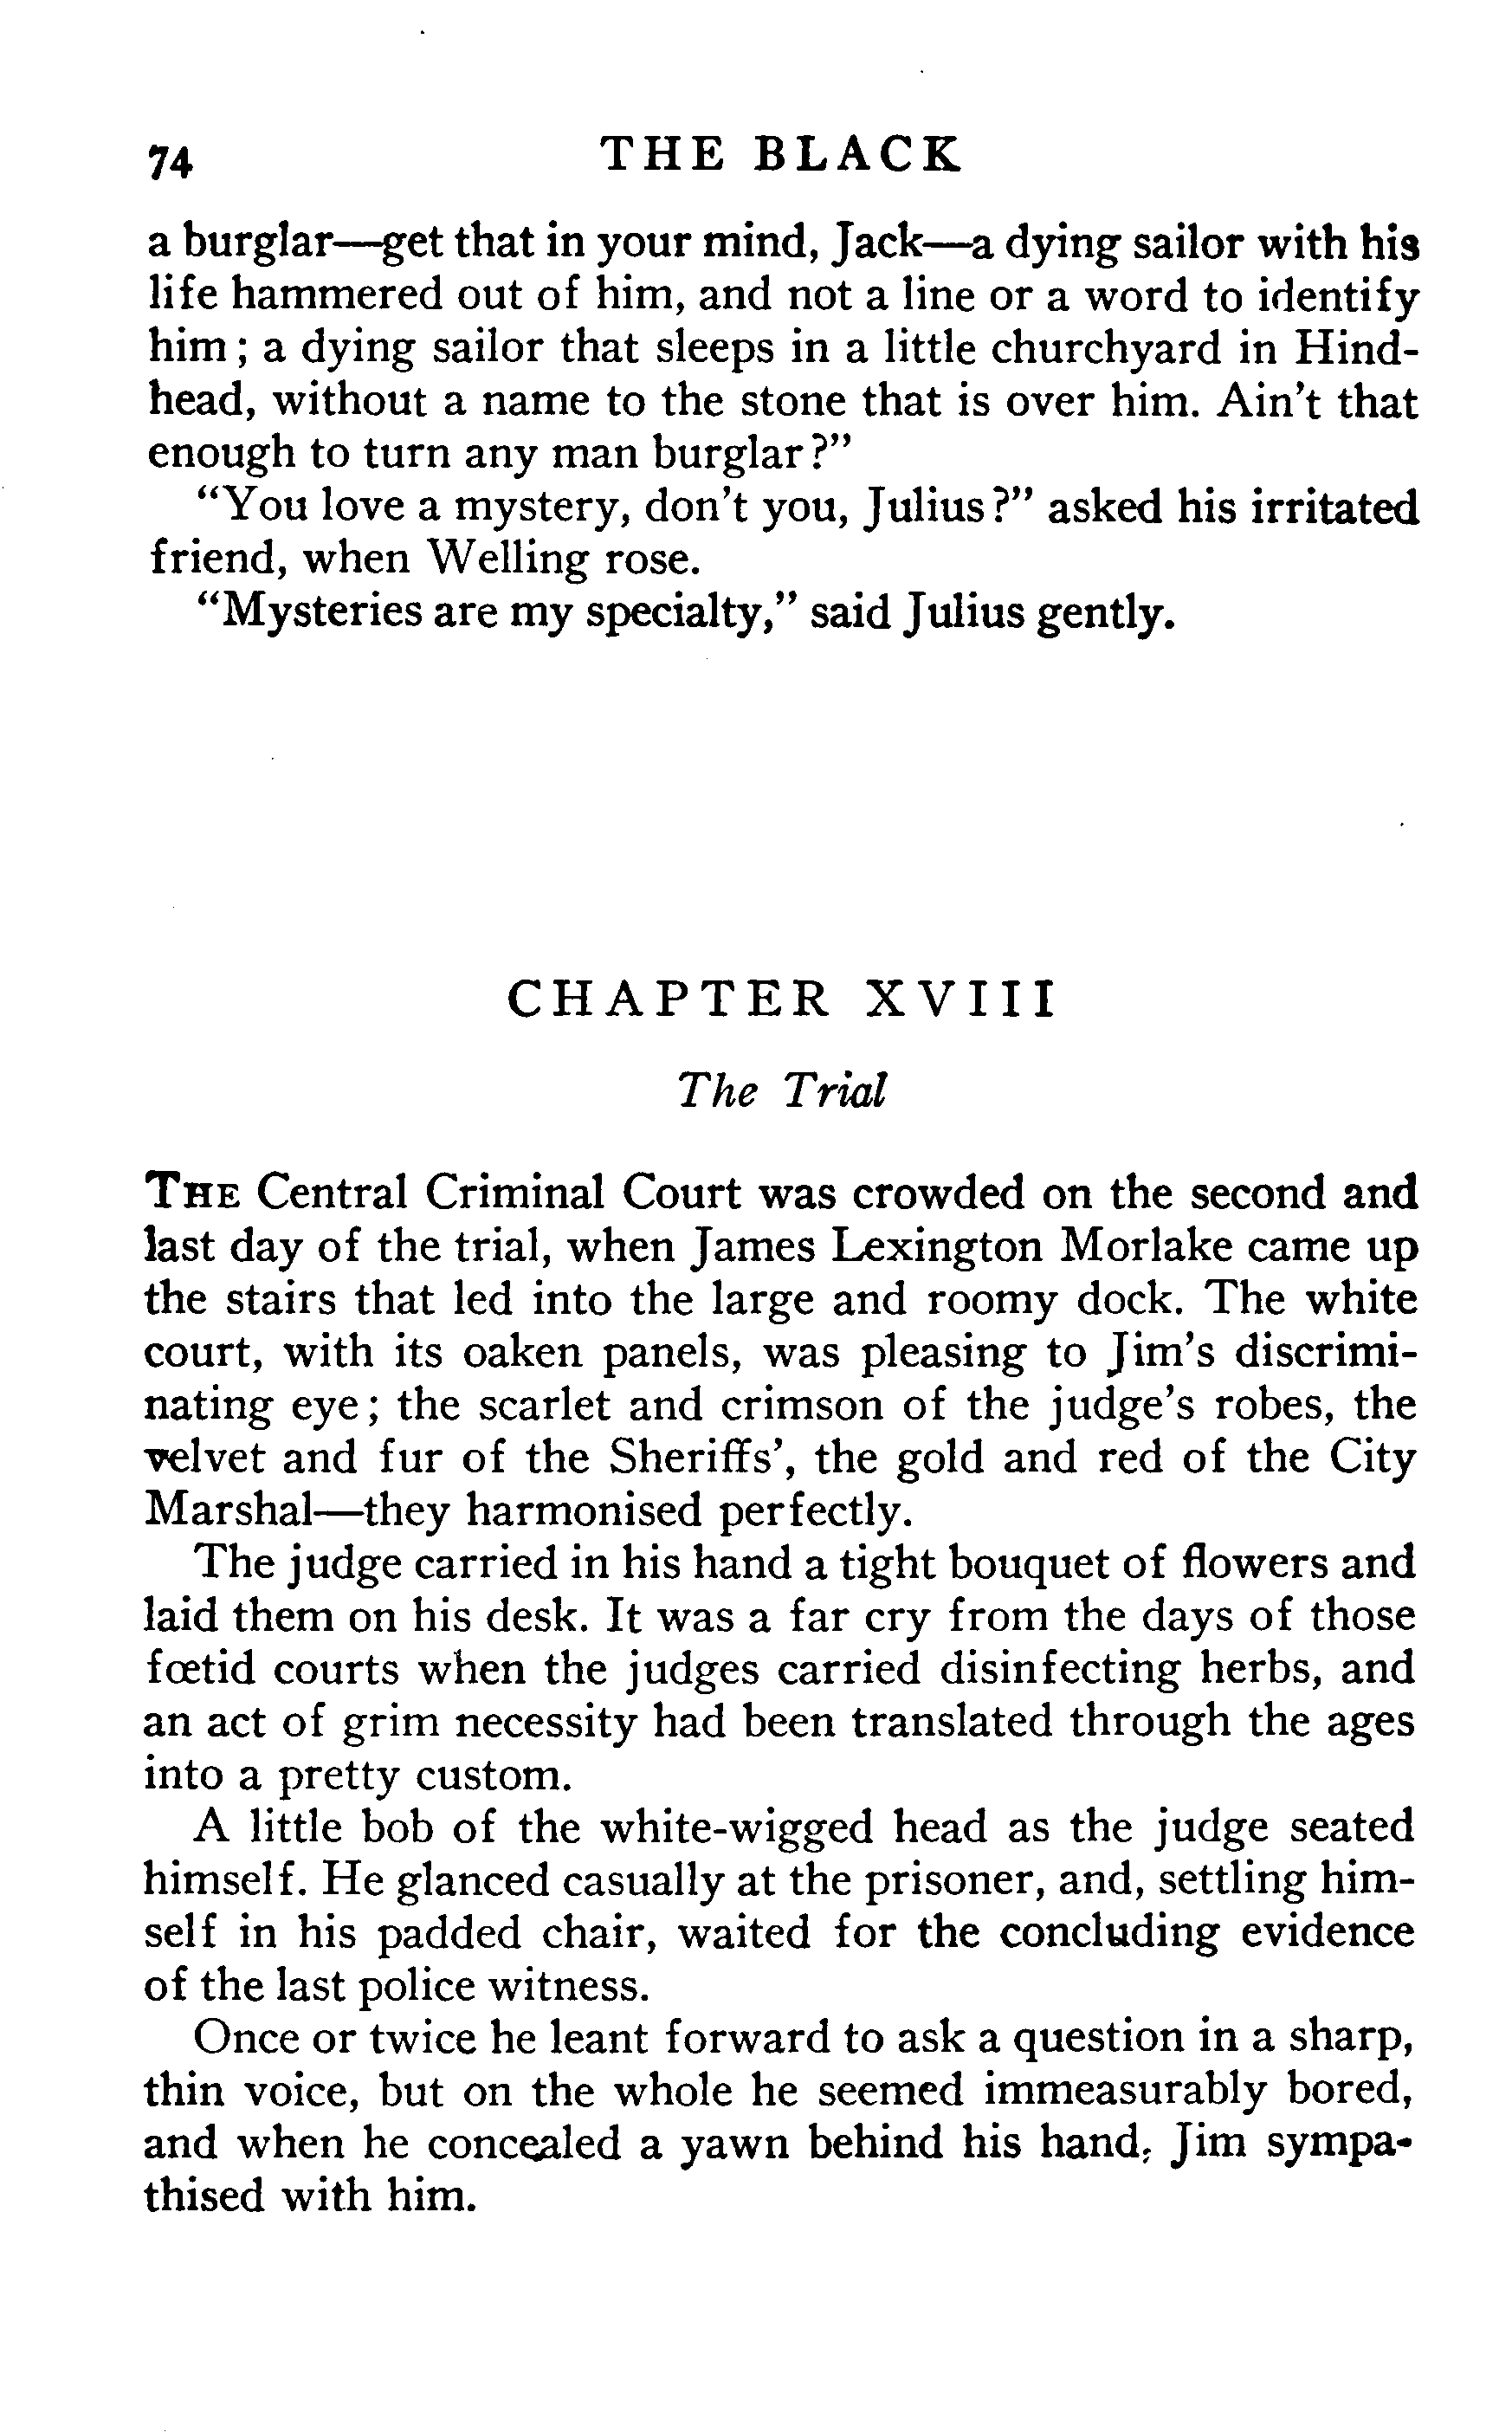 74 THE BLACK
a burglar—get that in your mind, Jack—a dying sailor with his
life hammered out of him, and not a line or a word to identify
him; a dying sailor that sleeps in a little churchyard in Hind-
head, without a name to the stone that is over him. Ain't that
enough to turn any man burglar?"
"You love a mystery, don't you, Julius?" asked his irritated
friend, when Welling rose.
"Mysteries are my specialty," said Julius gently.
CHAPTER XVIII
The Trial
THE Central Criminal Court was crowded on the second and
last day of the trial, when James Lexington Morlake came up
the stairs that led into the large and roomy dock. The white
court, with its oaken panels, was pleasing to Jim's discrimi-
nating eye; the scarlet and crimson of the judge's robes, the
velvet and fur of the Sheriffs', the gold and red of the City
Marshal—they harmonised perfectly.
The judge carried in his hand a tight bouquet of flowers and
laid them on his desk. It was a far cry from the days of those
fœtid courts when the judges carried disinfecting herbs, and
an act of grim necessity had been translated through the ages
into a pretty custom.
A little bob of the white-wigged head as the judge seated
himself. He glanced casually at the prisoner, and, settling him-
self in his padded chair, waited for the concluding evidence
of the last police witness.
Once or twice he leant forward to ask a question in a sharp,
thin voice, but on the whole he seemed immeasurably bored,
and when he concealed a yawn behind his hand, Jim sympa-
thised with him.